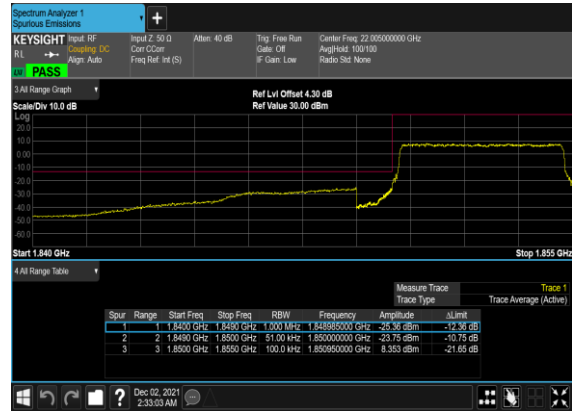 Spectrum Analyzer 1
Spurious Emissions
+
KEYSIGHT Input: RF Input Z: 50 Ω Atten: 40 dB Trig: Free Run Center Freq: 22.005000000 GHz
RL Coupling: DC Corr CCorr Gate: Off Avg|Hold: 100/100
Align: Auto Freq Ref: Int (S) IF Gain: Low Radio Std: None
LW PASS
3 All Range Graph
Ref Lvl Offset 4.30 dB
Scale/Div 10.0 dB Ref Value 30.00 dBm
Log
20.0
10.0
0.00
-10.0
-20.0
-30.0
-40.0
-50.0
-60.0
Start 1.840 GHz Stop 1.855 GHz
4 All Range Table
Measure Trace Trace 1
Trace Type Trace Average (Active)
Spur Range Start Freq Stop Freq RBW Frequency Amplitude ΔLimit
1 1 1.8400 GHz 1.8490 GHz 1.000 MHz 1.848985000 GHz -25.36 dBm -12.36 dB
2 2 1.8490 GHz 1.8500 GHz 51.00 kHz 1.850000000 GHz -23.75 dBm -10.75 dB
3 3 1.8500 GHz 1.8550 GHz 100.0 kHz 1.850950000 GHz 8.353 dBm -21.65 dB
? Dec 02, 2021
2:33:03 AM